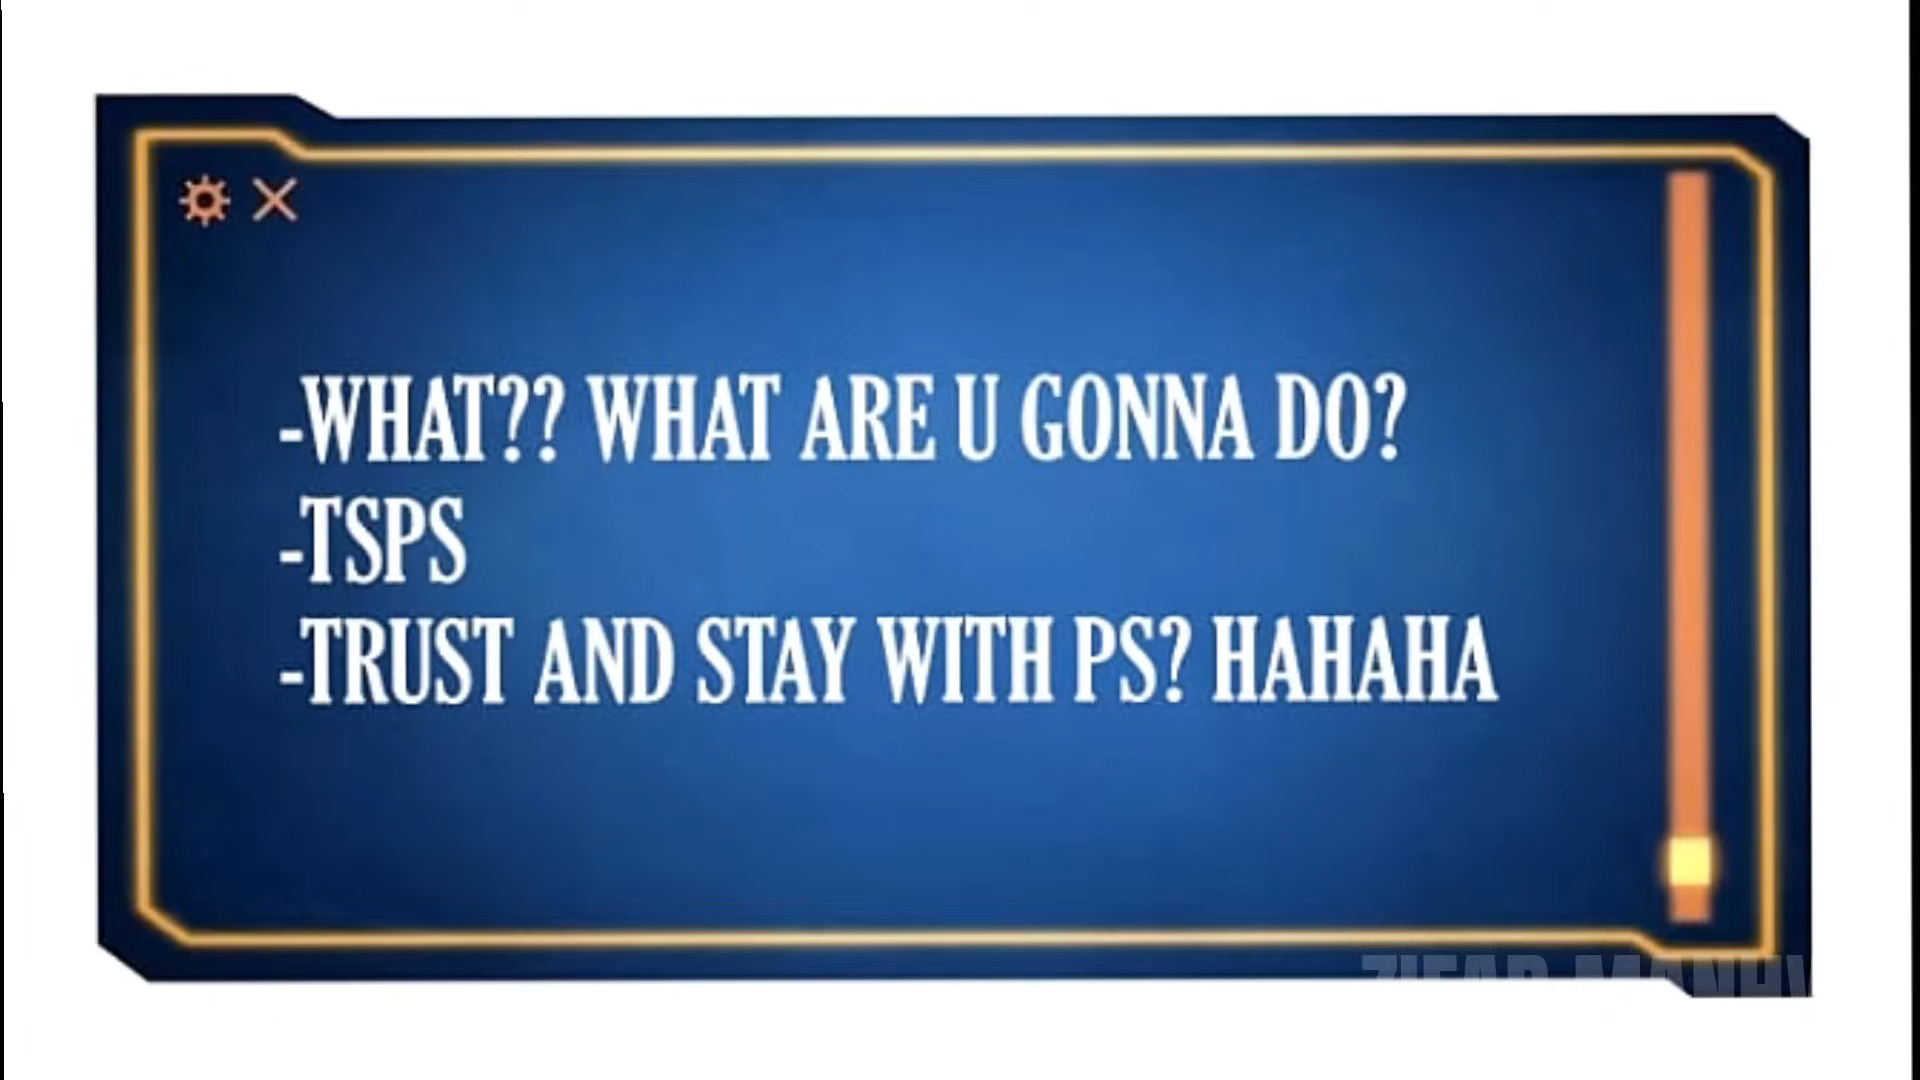 -WHAT?? WHAT ARE U GONNA DO?
-TSPS
-TRUST AND STAY WITH PS? HAHAHA